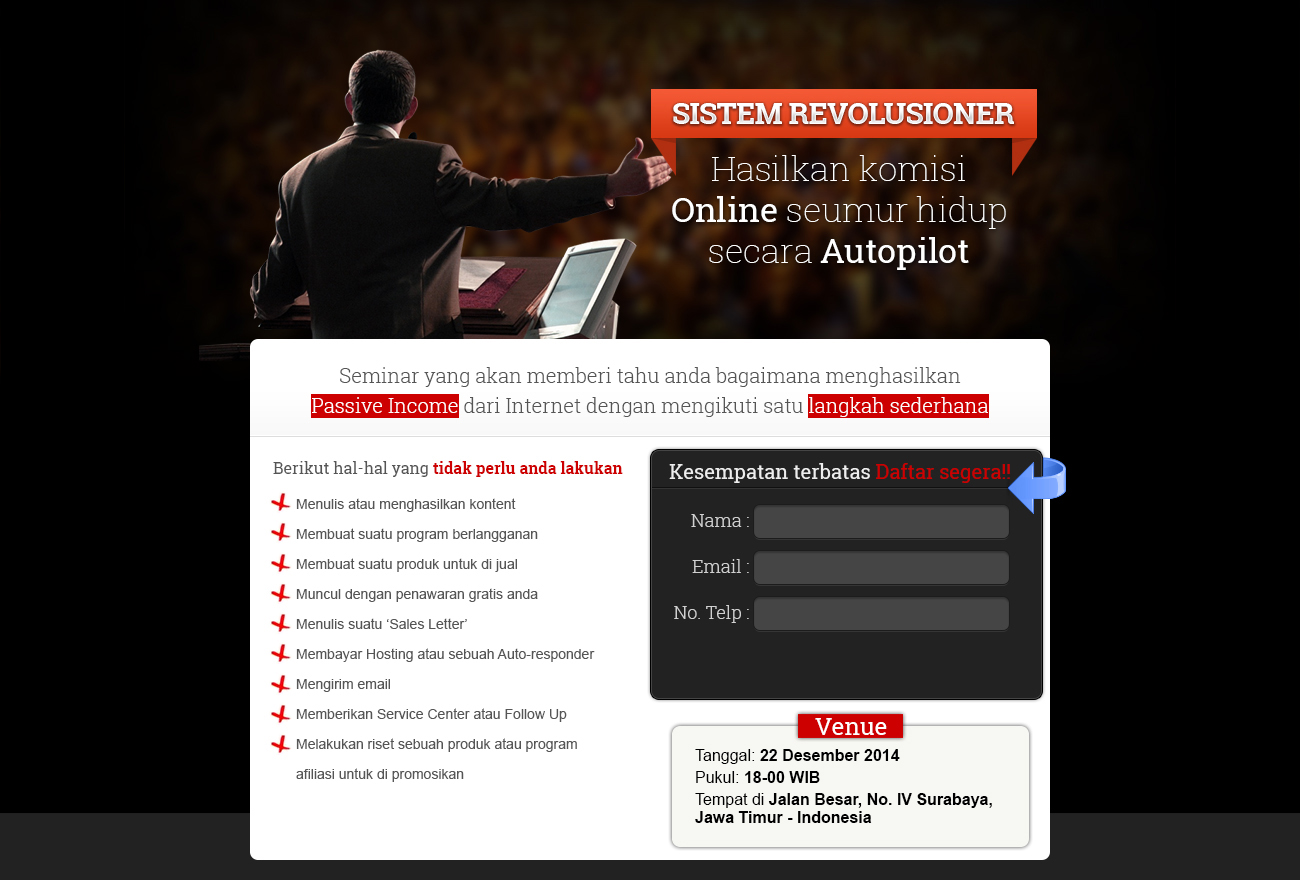 SISTEM REVOLUSIONER
Hasilkan komisi
Online seumur hidup
secara Autopilot
Seminar yang akan memberi tahu anda bagaimana menghasilkan
Passive Income dari Internet dengan mengikuti satu langkah sederhana
Berikut hal-hal yang tidak perlu anda lakukan
Menulis atau menghasilkan kontent
Membuat suatu program berlangganan
Membuat suatu produk untuk di jual
Muncul dengan penawaran gratis anda
Menulis suatu ‘Sales Letter’
Membayar Hosting atau sebuah Auto-responder
Mengirim email
Memberikan Service Center atau Follow Up
Melakukan riset sebuah produk atau program
afiliasi untuk di promosikan
Kesempatan terbatas Daftar segera!!
Nama :
Email :
No. Telp :
Venue
Tanggal: 22 Desember 2014
Pukul: 18-00 WIB
Tempat di Jalan Besar, No. IV Surabaya,
Jawa Timur - Indonesia